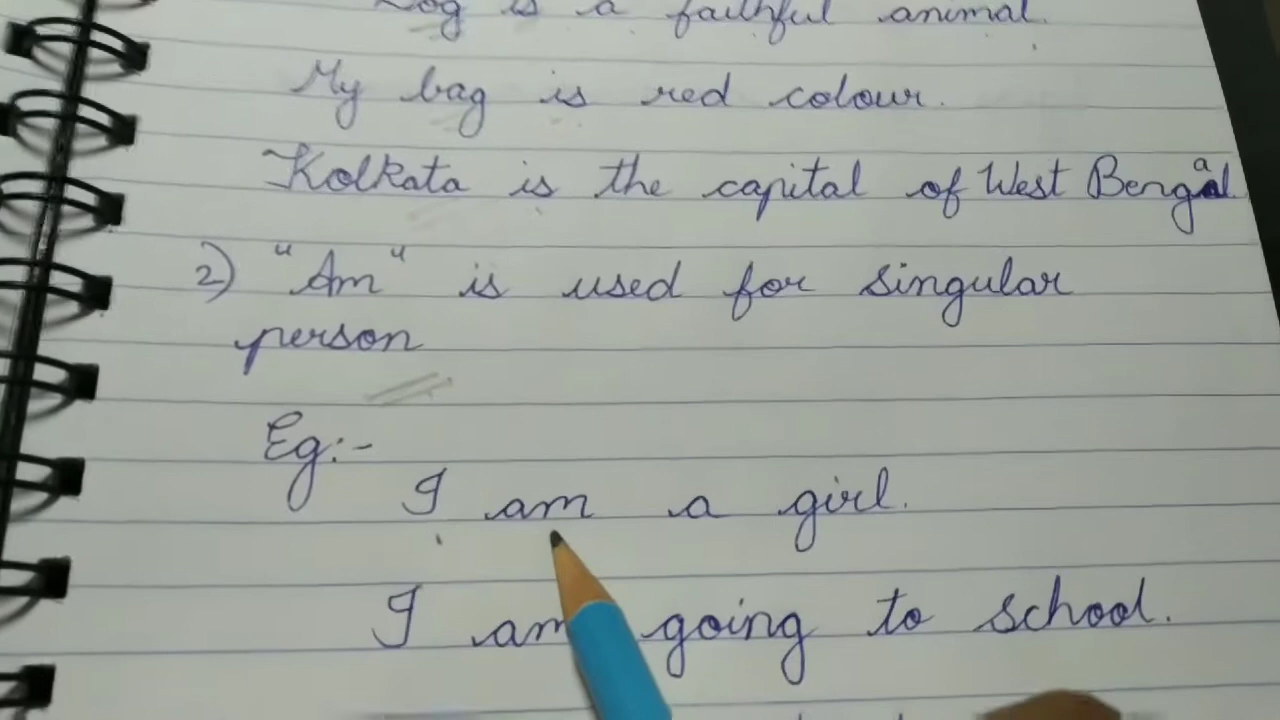 Dog is a faithful animal.
My bag is red colour.
Kolkata is the capital of West Bengal
2) "Am" is used for singular
person
Eg:-
I am a girl.
I am going to school.